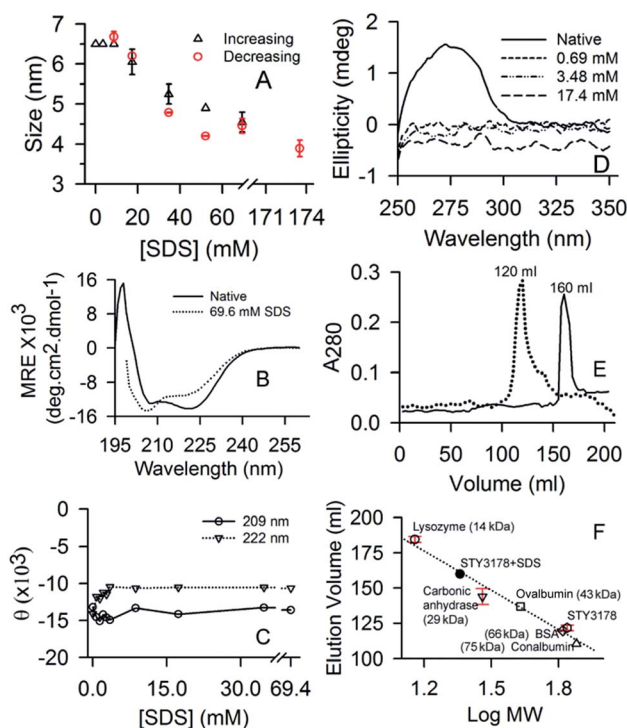 Increasing
Decreasing
A
7
6
5
4
3
Size (nm)
0 20 40 60 171 174
[SDS] (mM)
Native
0.69 mM
3.48 mM
17.4 mM
D
2
1
0
-1
Ellipticity (mdeg)
250 275 300 325 350
Wavelength (nm)
Native
69.6 mM SDS
B
16
8
0
-8
-16
MRE X10³
(deg.cm2.dmol-1)
195 210 225 240 260
Wavelength (nm)
120 ml
160 ml
E
0.3
0.2
0.1
0.0
A280
0 50 100 150 200
Volume (ml)
209 nm
222 nm
C
0
-5
-10
-15
-20
θ (x10³)
0.0 15.0 30.0 69.4
[SDS] (mM)
F
Lysozyme (14 kDa)
STY3178+SDS
Carbonic
anhydrase
(29 kDa)
Ovalbumin (43 kDa)
STY3178
(66 kDa) BSA
(75 kDa) Conalbumin
200
175
150
125
100
Elution Volume (ml)
1.2 1.5 1.8
Log MW